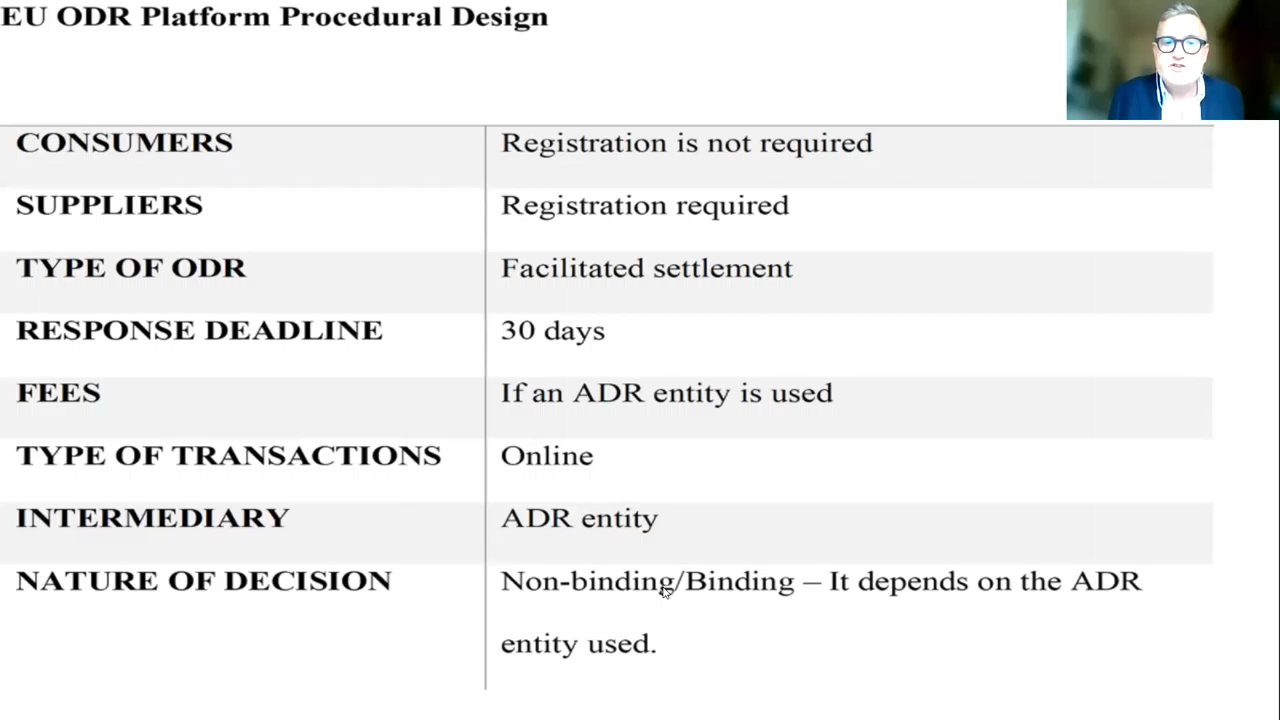 EU ODR Platform Procedural Design
CONSUMERS Registration is not required
SUPPLIERS Registration required
TYPE OF ODR Facilitated settlement
RESPONSE DEADLINE 30 days
FEES If an ADR entity is used
TYPE OF TRANSACTIONS Online
INTERMEDIARY ADR entity
NATURE OF DECISION Non-binding/Binding – It depends on the ADR
entity used.